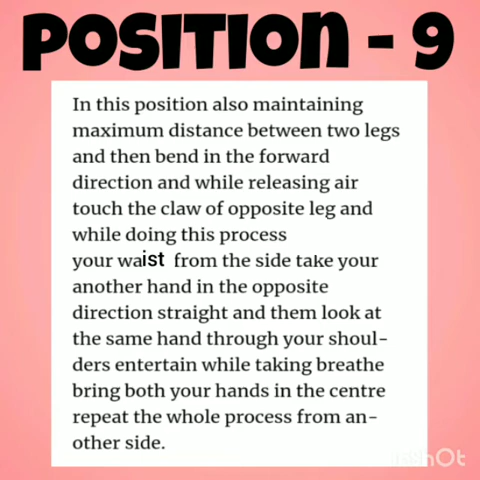 POSITION - 9
In this position also maintaining
maximum distance between two legs
and then bend in the forward
direction and while releasing air
touch the claw of opposite leg and
while doing this process
your waist from the side take your
another hand in the opposite
direction straight and them look at
the same hand through your shoul-
ders entertain while taking breathe
bring both your hands in the centre
repeat the whole process from an-
other side.